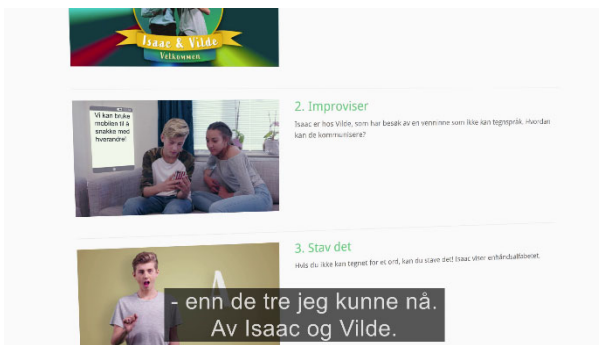 Isaac & Vilde
Velkommen
2. Improviser
Isaac er hos Vilde, som har besøk av en venninne som ikke kan tegnspråk. Hvordan
kan de kommunisere?
Vi kan bruke
mobilen til å
snakke med
hverandre!
3. Stav det
Hvis du ikke kan tegnet for et ord, kan du stave det! Isaac viser enhåndsalfabetet.
A
- enn de tre jeg kunne nå.
Av Isaac og Vilde.